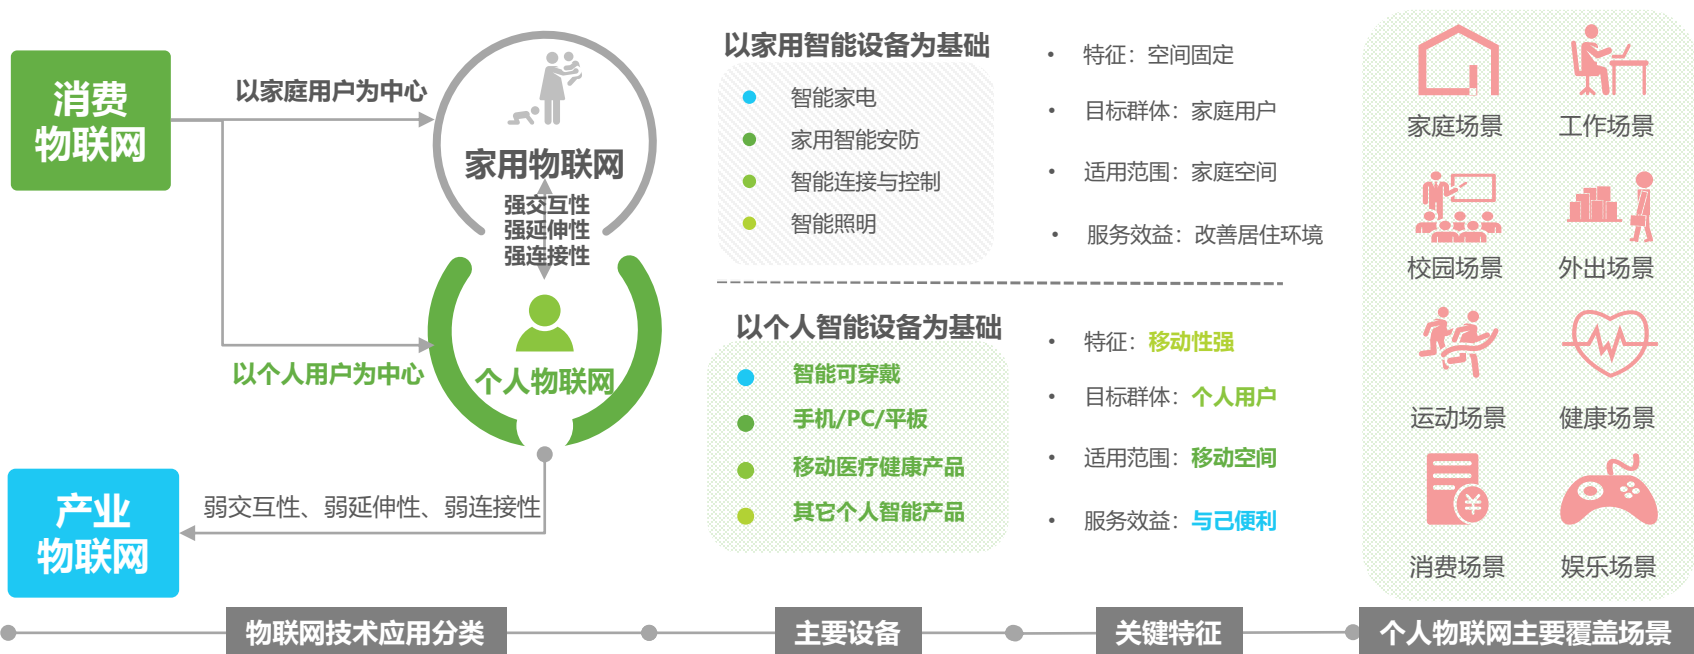 消费
物联网
以家庭用户为中心
家用物联网
强交互性
强延伸性
强连接性
以个人用户为中心
个人物联网
产业
物联网
弱交互性、弱延伸性、弱连接性
以家用智能设备为基础
智能家电
家用智能安防
智能连接与控制
智能照明
• 特征：空间固定
• 目标群体：家庭用户
• 适用范围：家庭空间
• 服务效益：改善居住环境
以个人智能设备为基础
智能可穿戴
手机/PC/平板
移动医疗健康产品
其它个人智能产品
• 特征：移动性强
• 目标群体：个人用户
• 适用范围：移动空间
• 服务效益：与己便利
家庭场景
工作场景
校园场景
外出场景
运动场景
健康场景
¥
消费场景
娱乐场景
物联网技术应用分类
主要设备
关键特征
个人物联网主要覆盖场景